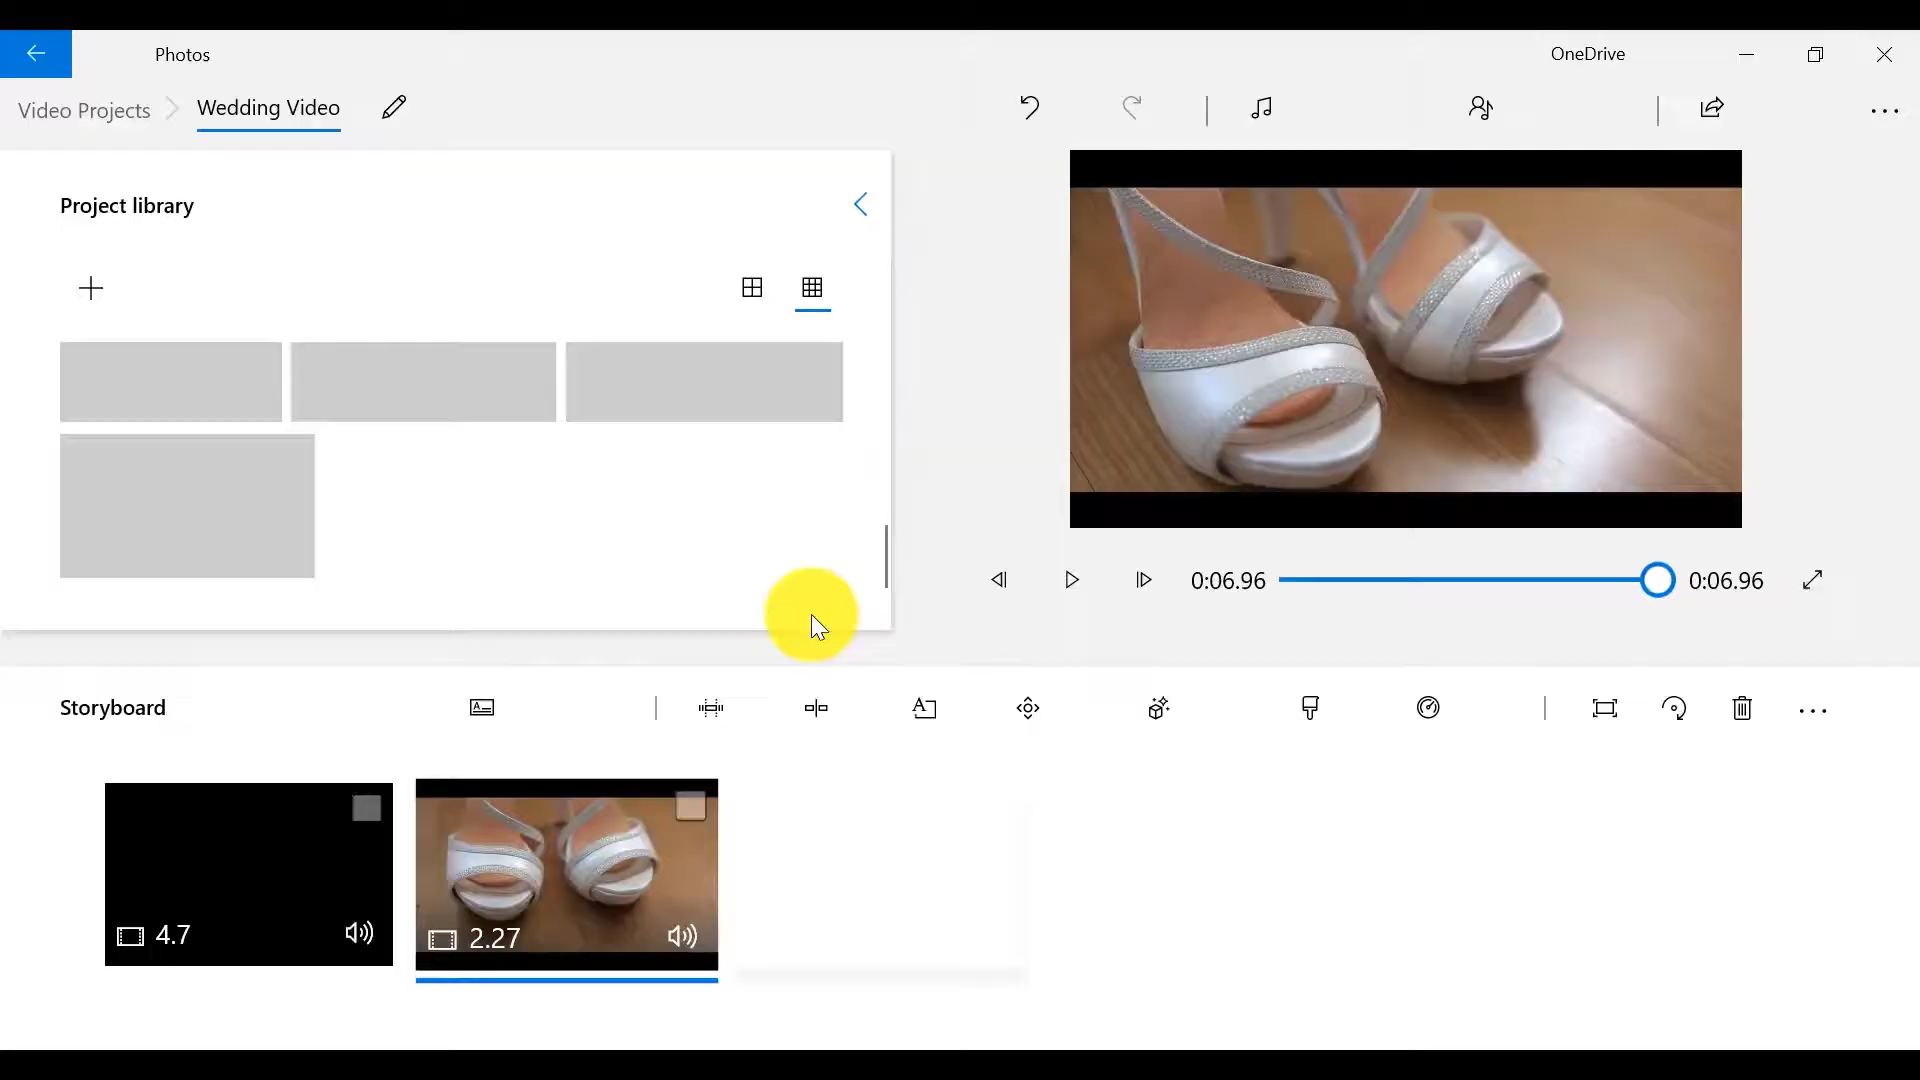 Photos
OneDrive
Video Projects
Wedding Video
Project library
0:06.96
0:06.96
Storyboard
4.7
2.27